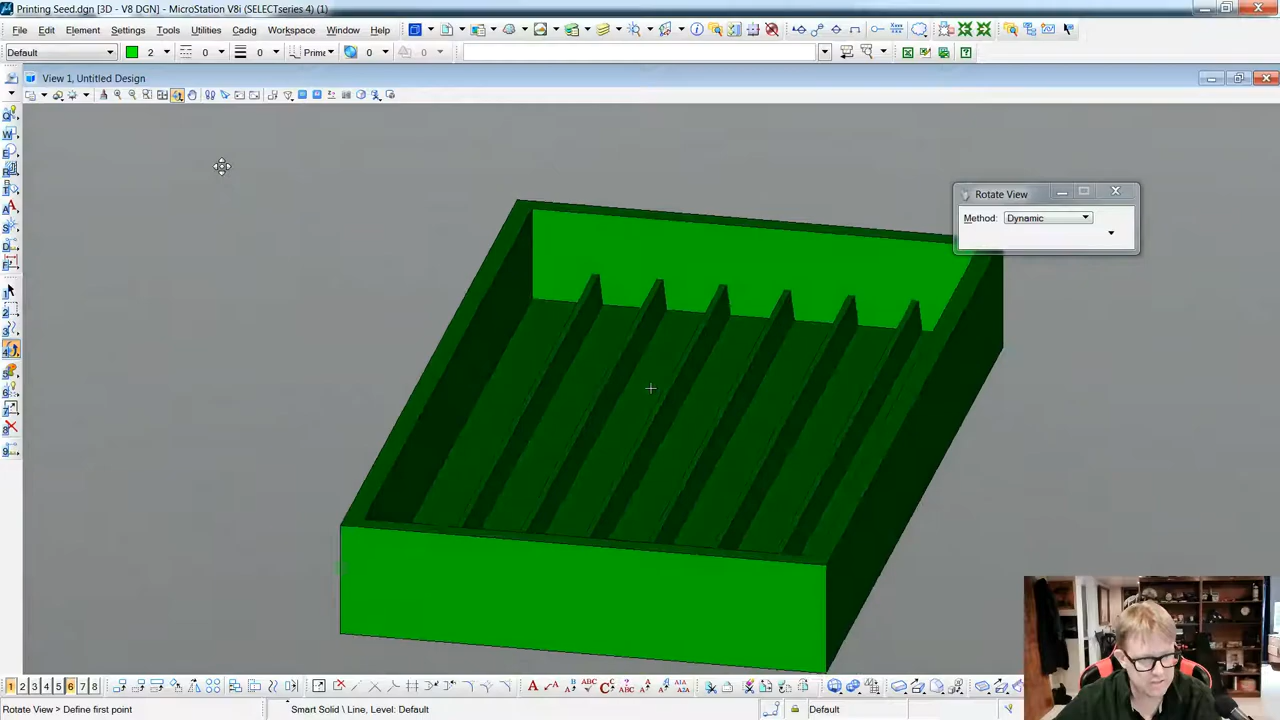 Printing Seed.dgn [3D - V8 DGN] - MicroStation V8i (SELECTseries 4) (1)
File Edit Element Settings Tools Utilities Cadig Workspace Window Help
Default 2 0 0 Prime 0 0
View 1, Untitled Design
Rotate View
Method: Dynamic
1 2 3 4 5 6 7 8
Rotate View > Define first point
Smart Solid \ Line, Level: Default
Default